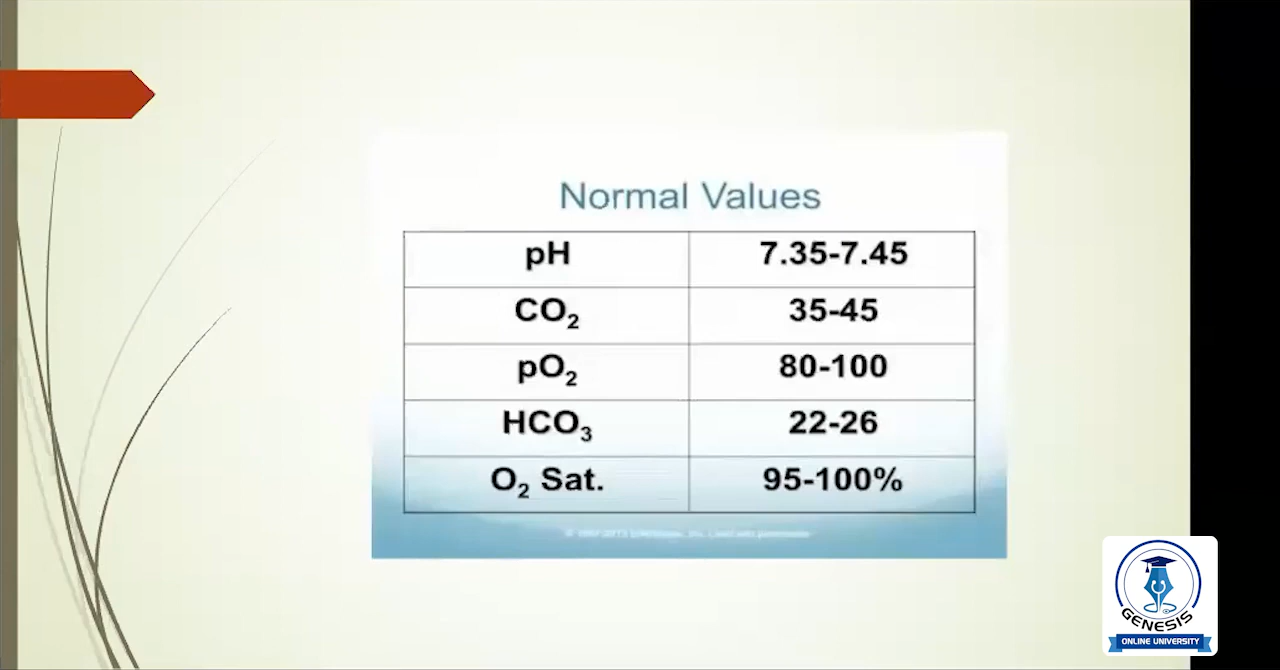 Normal Values
pH 7.35-7.45
CO₂ 35-45
pO₂ 80-100
HCO₃ 22-26
O₂ Sat. 95-100%
GENESIS
ONLINE UNIVERSITY